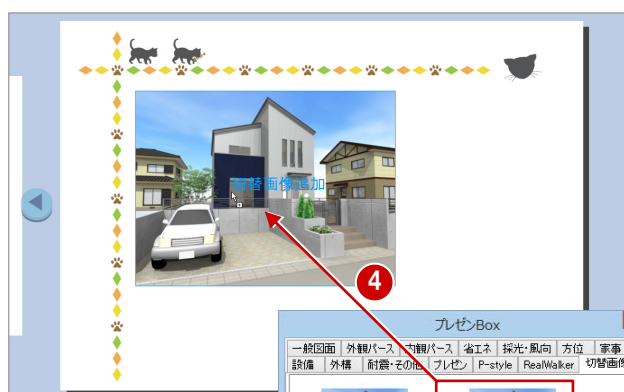 切替画像追加
4
プレゼンBox
一般図面 外観パース 内観パース 省エネ 採光・風向 方位 家事
設備 外構 耐震・その他 プレゼン P-style RealWalker 切替画像